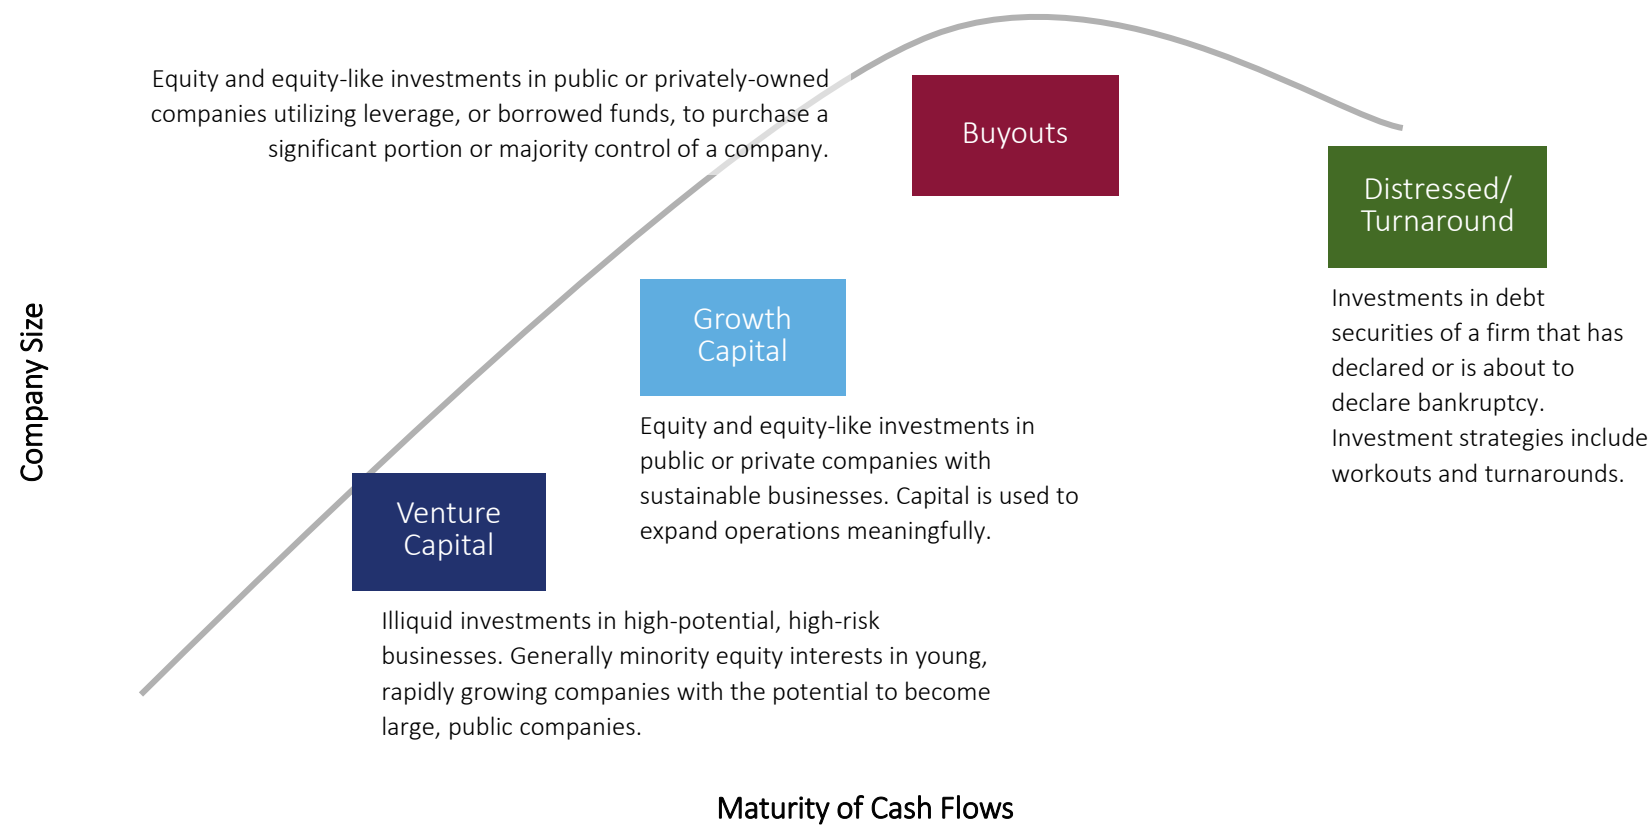 Equity and equity-like investments in public or privately-owned
companies utilizing leverage, or borrowed funds, to purchase a
significant portion or majority control of a company.
Buyouts
Distressed/
Turnaround
Investments in debt
securities of a firm that has
declared or is about to
declare bankruptcy.
Investment strategies include
workouts and turnarounds.
Growth
Capital
Equity and equity-like investments in
public or private companies with
sustainable businesses. Capital is used to
expand operations meaningfully.
Company Size
Venture
Capital
Illiquid investments in high-potential, high-risk
businesses. Generally minority equity interests in young,
rapidly growing companies with the potential to become
large, public companies.
Maturity of Cash Flows